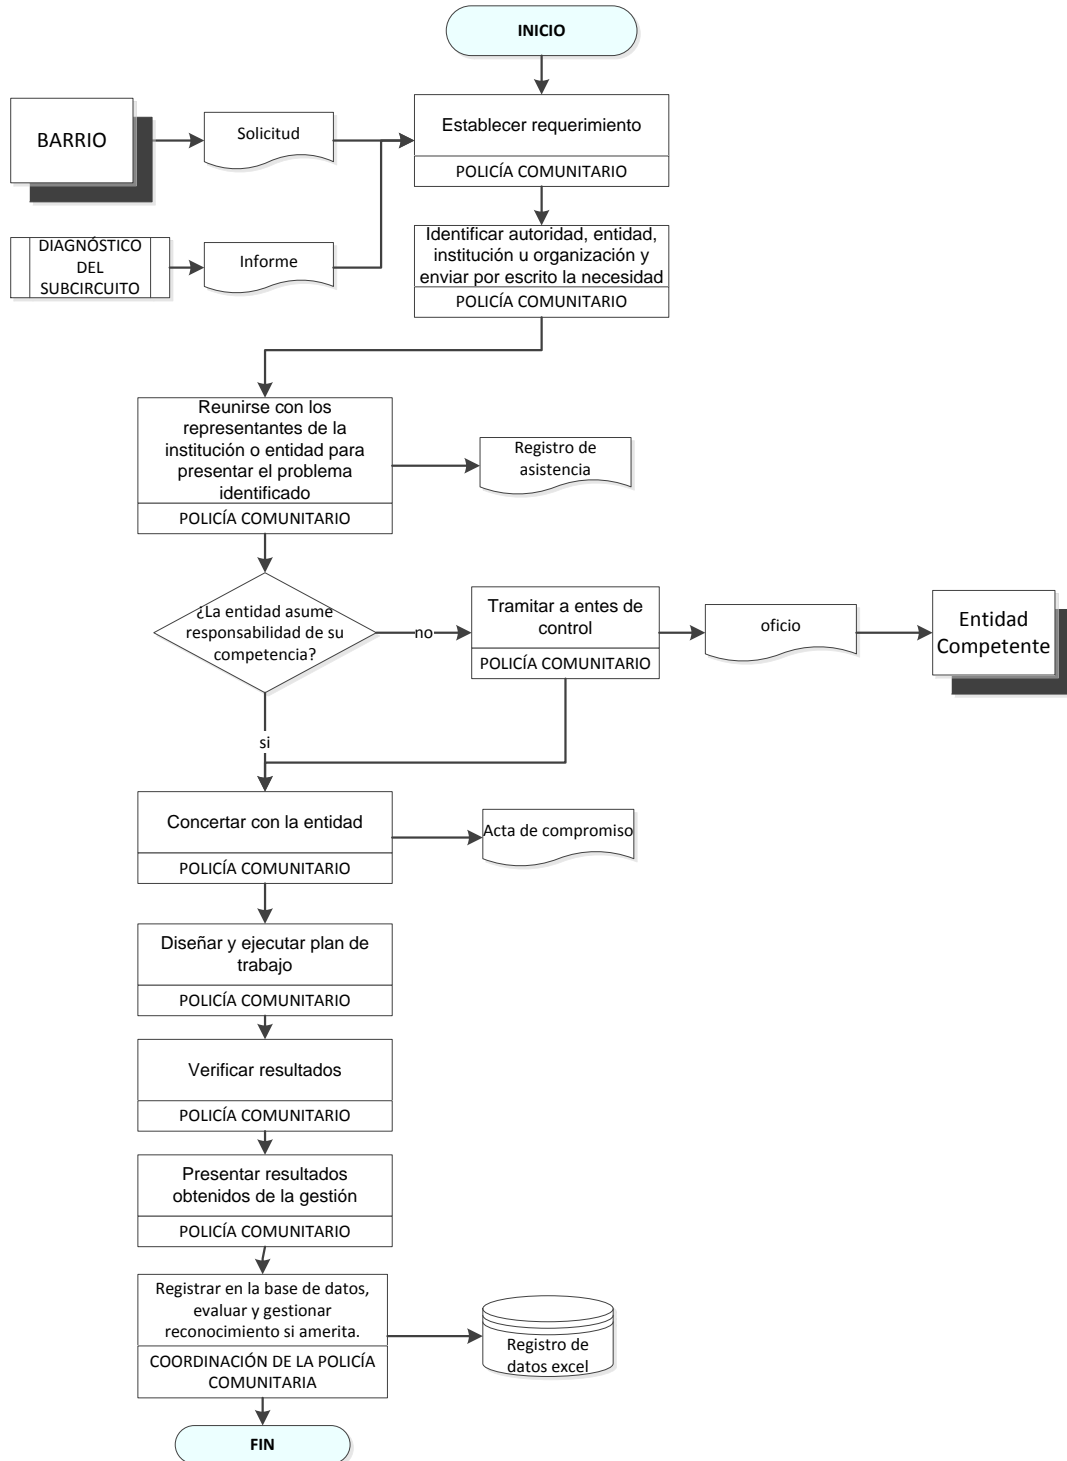 INICIO
BARRIO
Solicitud
Establecer requerimiento
POLICÍA COMUNITARIO
DIAGNÓSTICO
DEL
SUBCIRCUITO
Informe
Identificar autoridad, entidad,
institución u organización y
enviar por escrito la necesidad
POLICÍA COMUNITARIO
Reunirse con los
representantes de la
institución o entidad para
presentar el problema
identificado
POLICÍA COMUNITARIO
Registro de
asistencia
¿La entidad asume
responsabilidad de su
competencia?
no
Tramitar a entes de
control
POLICÍA COMUNITARIO
oficio
Entidad
Competente
si
Concertar con la entidad
POLICÍA COMUNITARIO
Acta de compromiso
Diseñar y ejecutar plan de
trabajo
POLICÍA COMUNITARIO
Verificar resultados
POLICÍA COMUNITARIO
Presentar resultados
obtenidos de la gestión
POLICÍA COMUNITARIO
Registrar en la base de datos,
evaluar y gestionar
reconocimiento si amerita.
COORDINACIÓN DE LA POLICÍA
COMUNITARIA
Registro de
datos excel
FIN